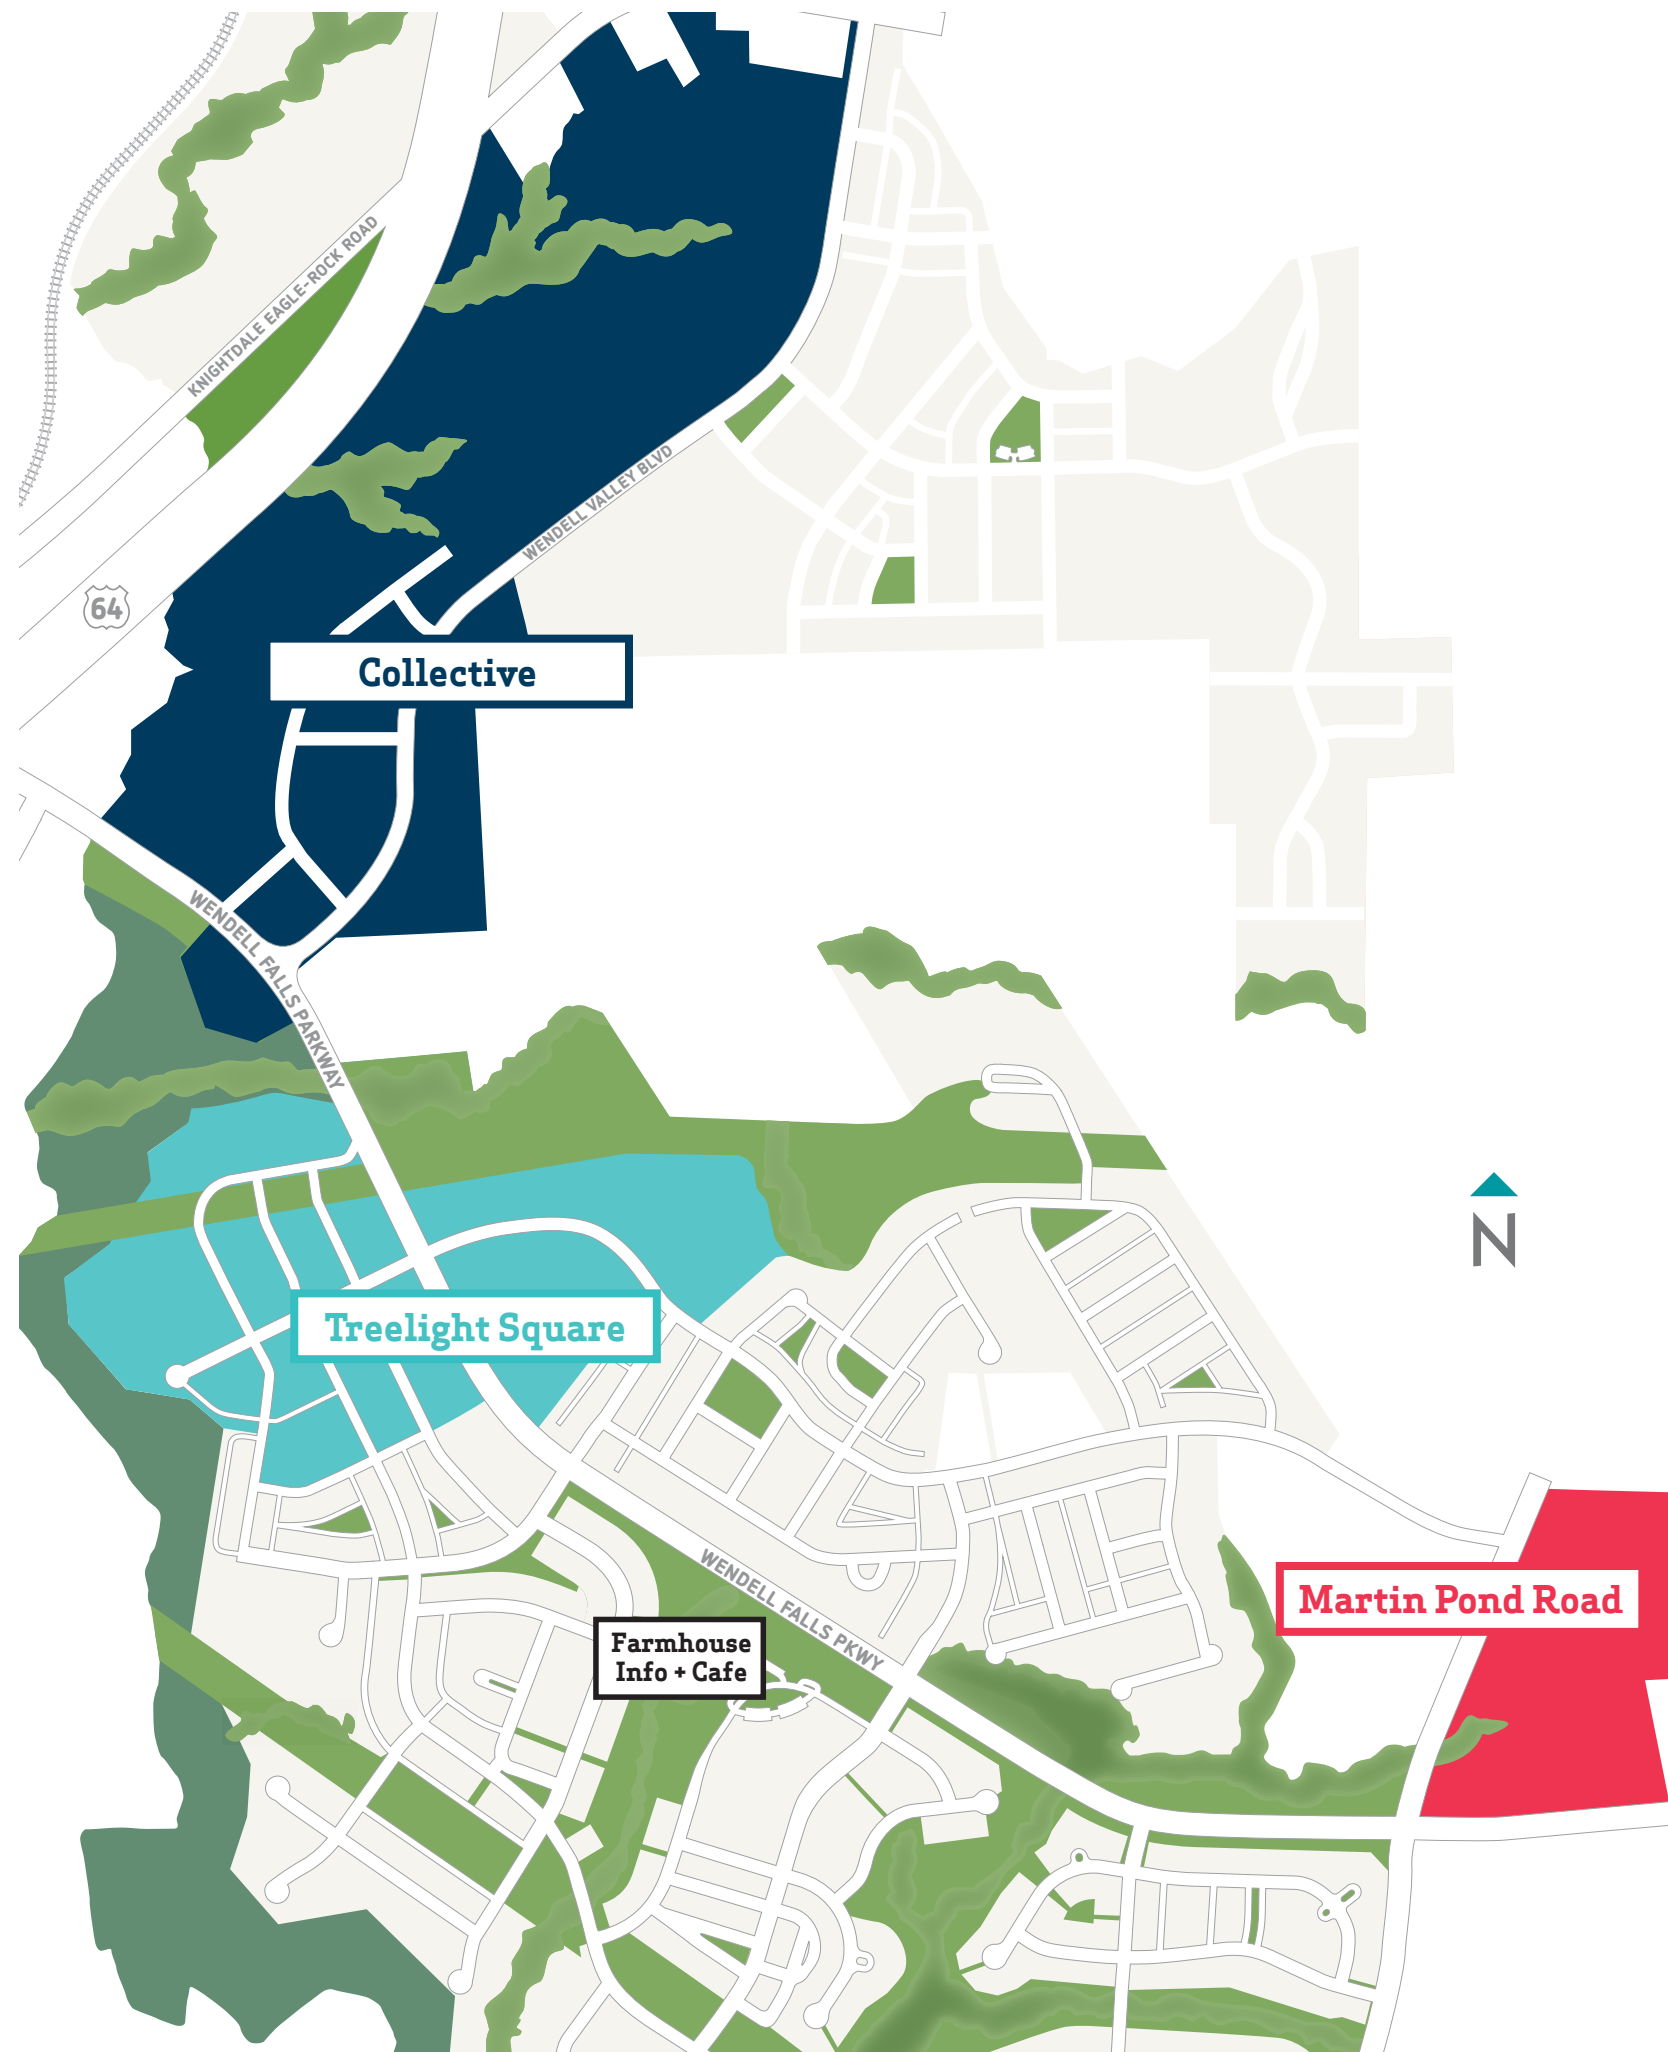 KNIGHTDALE EAGLE-ROCK ROAD
WENDELL VALLEY BLVD
64
Collective
WENDELL FALLS PARKWAY
N
Treelight Square
WENDELL FALLS PKWY
Martin Pond Road
Farmhouse
Info + Cafe